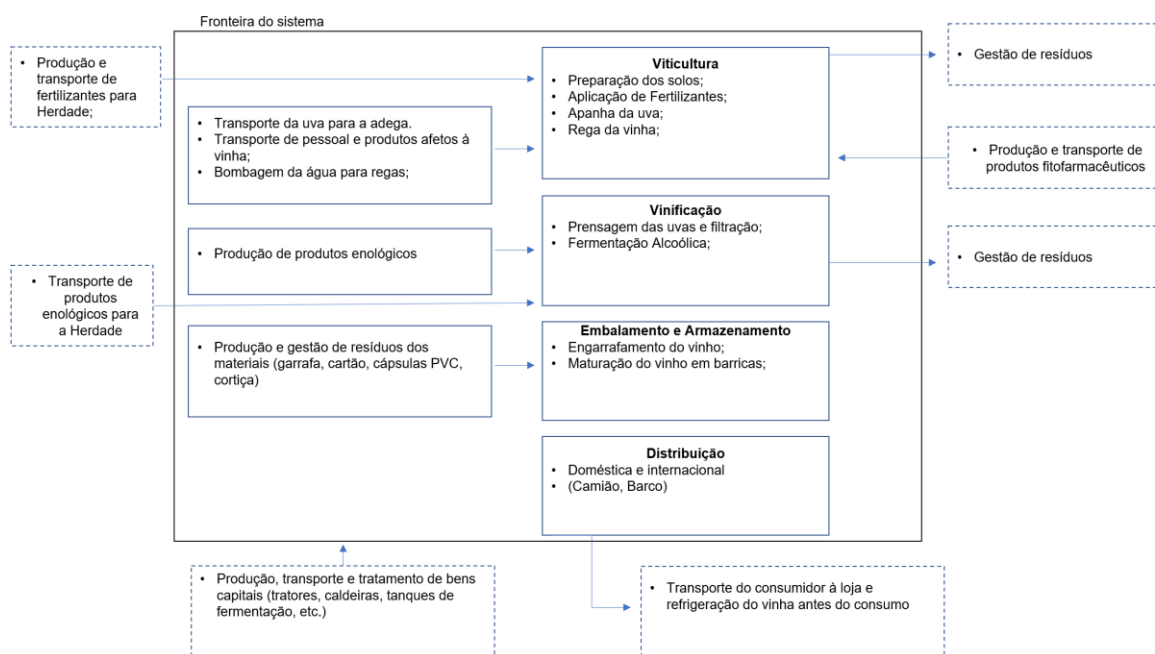 Fronteira do sistema
• Produção e
transporte de
fertilizantes para
Herdade;
• Transporte da uva para a adega.
• Transporte de pessoal e produtos afetos à
vinha;
• Bombagem da água para regas;
Viticultura
• Preparação dos solos;
• Aplicação de Fertilizantes;
• Apanha da uva;
• Rega da vinha;
• Gestão de resíduos
• Produção e transporte de
produtos fitofarmacêuticos
• Produção de produtos enológicos
Vinificação
• Prensagem das uvas e filtração;
• Fermentação Alcoólica;
• Gestão de resíduos
• Transporte de
produtos
enológicos para
a Herdade
• Produção e gestão de resíduos dos
materiais (garrafa, cartão, cápsulas PVC,
cortiça)
Embalamento e Armazenamento
• Engarrafamento do vinho;
• Maturação do vinho em barricas;
Distribuição
• Doméstica e internacional
• (Camião, Barco)
• Produção, transporte e tratamento de bens
capitais (tratores, caldeiras, tanques de
fermentação, etc.)
• Transporte do consumidor à loja e
refrigeração do vinha antes do consumo